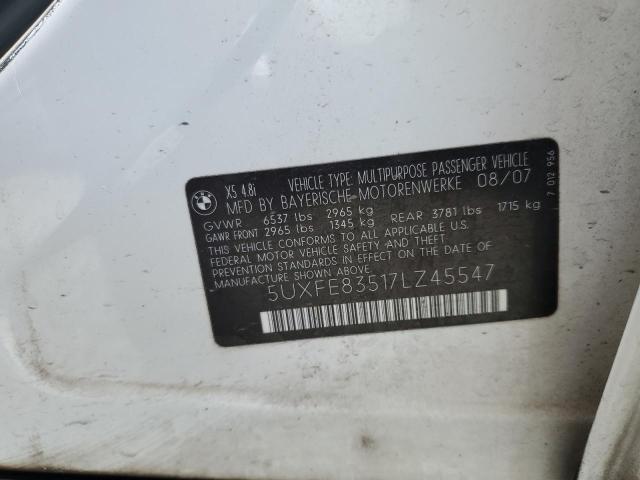 X5 4.8i VEHICLE TYPE: MULTIPURPOSE PASSENGER VEHICLE
MFD BY BAYERISCHE-MOTORENWERKE 08/07
GVWR 6537 lbs 2965 kg
GAWR FRONT 2965 lbs 1345 kg REAR 3781 lbs 1715 kg
THIS VEHICLE CONFORMS TO ALL APPLICABLE U.S.
FEDERAL MOTOR VEHICLE SAFETY AND THEFT
PREVENTION STANDARDS IN EFFECT ON THE DATE OF
MANUFACTURE SHOWN ABOVE.
5UXFE83517LZ45547
7 012 956